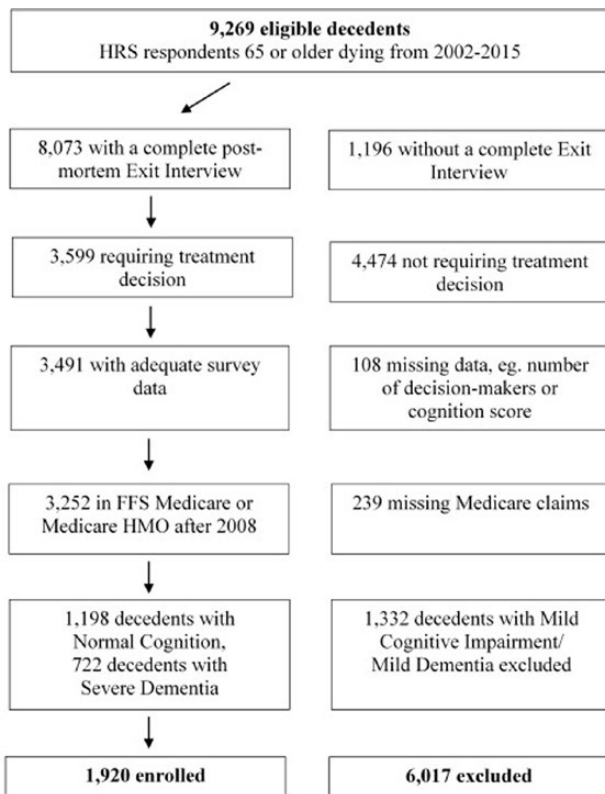 9,269 eligible decedents
HRS respondents 65 or older dying from 2002-2015
8,073 with a complete post-
mortem Exit Interview
1,196 without a complete Exit
Interview
3,599 requiring treatment
decision
4,474 not requiring treatment
decision
3,491 with adequate survey
data
108 missing data, eg. number
of decision-makers or
cognition score
3,252 in FFS Medicare or
Medicare HMO after 2008
239 missing Medicare claims
1,198 decedents with
Normal Cognition,
722 decedents with
Severe Dementia
1,332 decedents with Mild
Cognitive Impairment/
Mild Dementia excluded
1,920 enrolled
6,017 excluded